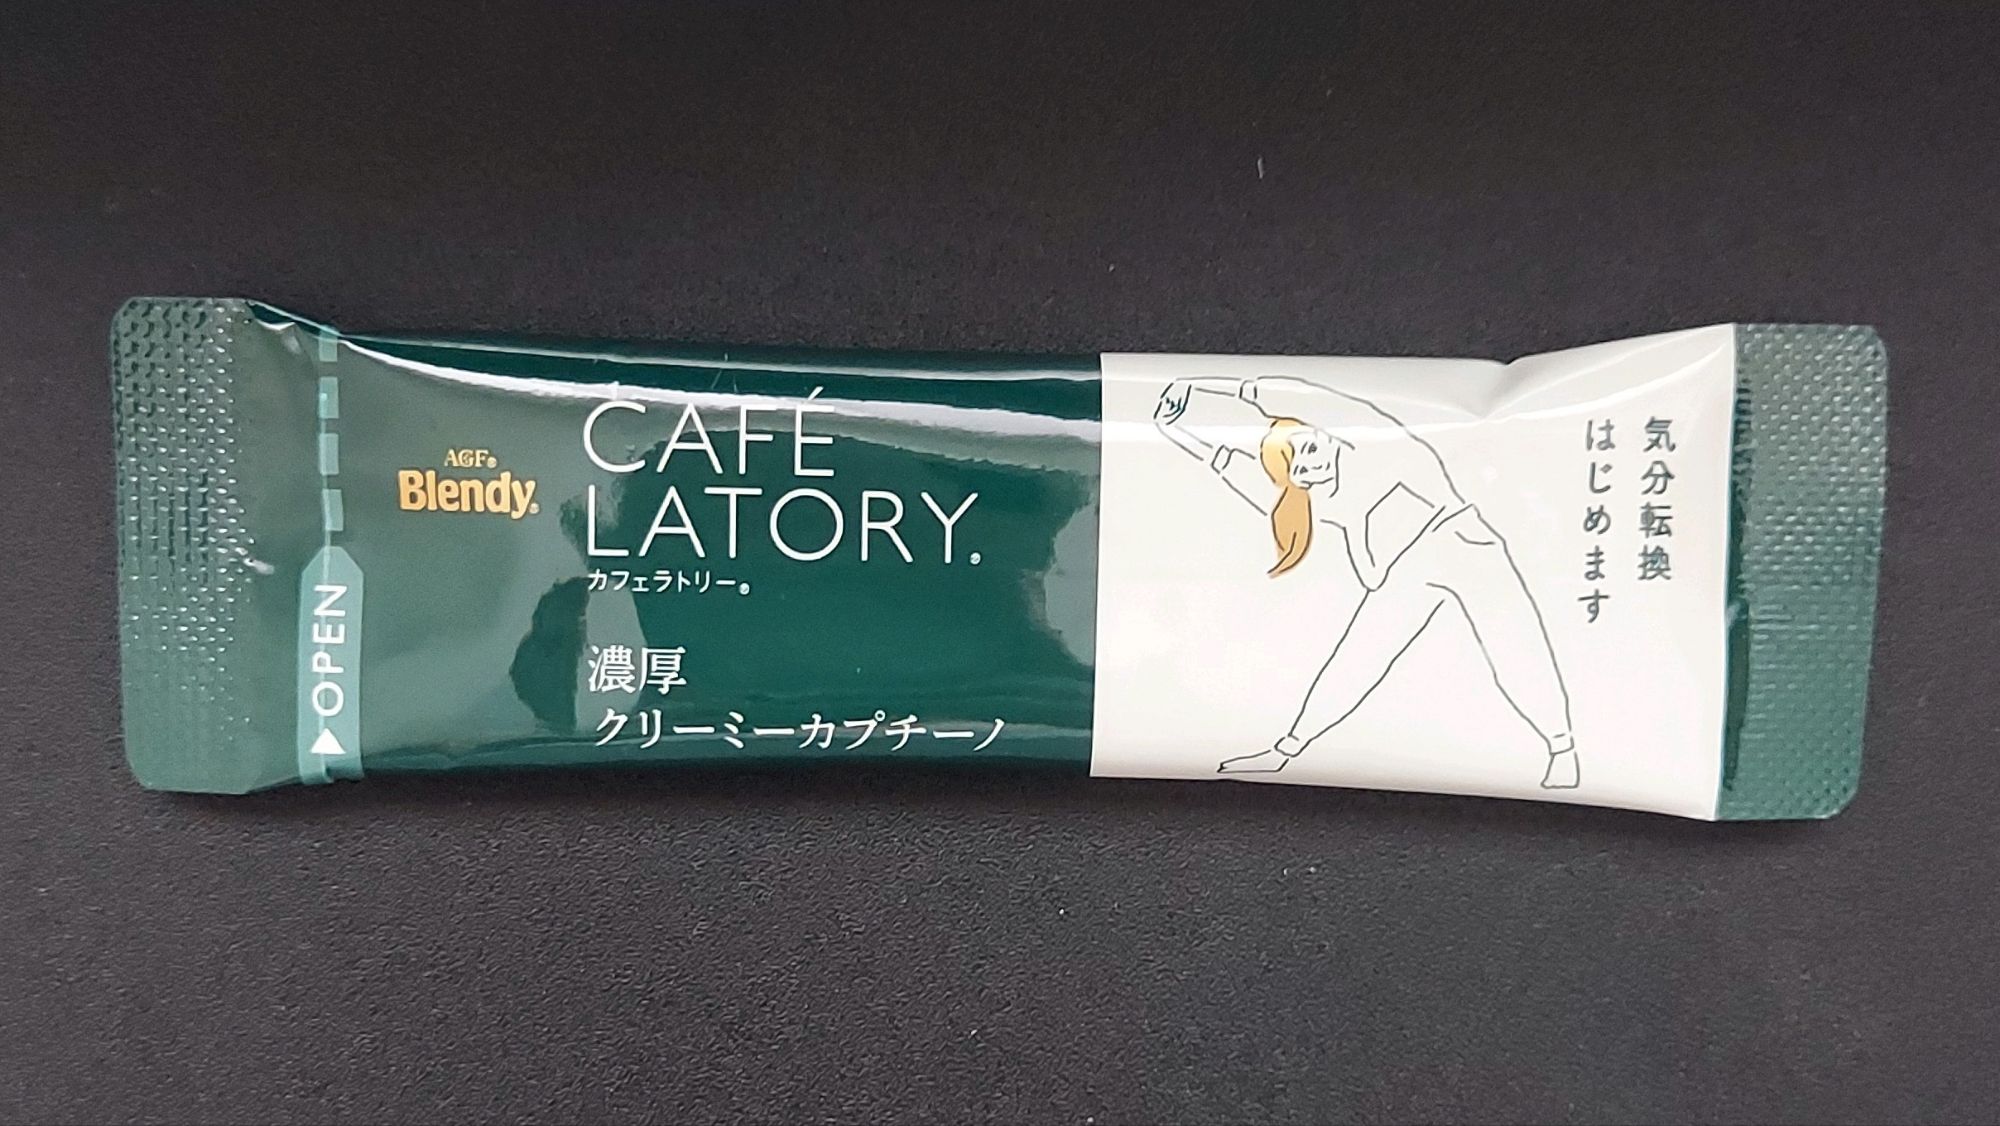 OPEN
AGF®
Blendy®
CAFÉ
LATORY®
カフェラトリー®
濃厚
クリーミーカプチーノ
気分転換
はじめます